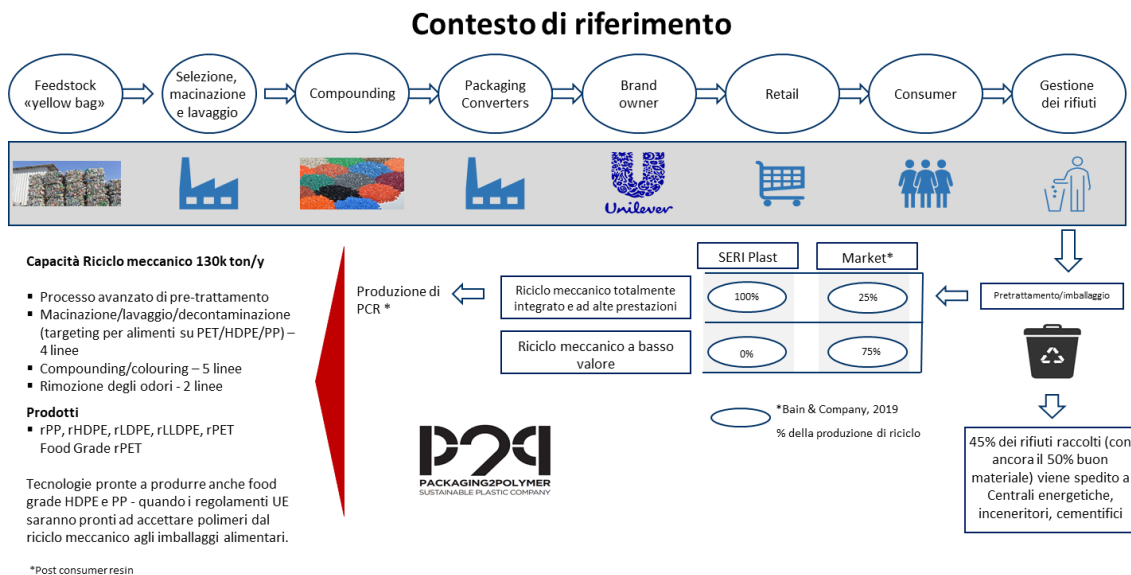 Contesto di riferimento
Feedstock
«yellow bag»
Selezione,
macinazione
e lavaggio
Compounding
Packaging
Converters
Brand
owner
Retail
Consumer
Gestione
dei rifiuti
Unilever
Capacità Riciclo meccanico 130k ton/y
▪ Processo avanzato di pre-trattamento
▪ Macinazione/lavaggio/decontaminazione
(targeting per alimenti su PET/HDPE/PP) –
4 linee
▪ Compounding/colouring – 5 linee
▪ Rimozione degli odori - 2 linee
Prodotti
▪ rPP, rHDPE, rLDPE, rLLDPE, rPET
Food Grade rPET
Tecnologie pronte a produrre anche food
grade HDPE e PP - quando i regolamenti UE
saranno pronti ad accettare polimeri dal
riciclo meccanico agli imballaggi alimentari.
*Post consumer resin
Produzione di
PCR *
SERI Plast
Market*
Riciclo meccanico totalmente
integrato e ad alte prestazioni
100%
25%
Riciclo meccanico a basso
valore
0%
75%
*Bain & Company, 2019
% della produzione di riciclo
P2P
PACKAGING2POLYMER
SUSTAINABLE PLASTIC COMPANY
Pretrattamento/imballaggio
45% dei rifiuti raccolti (con
ancora il 50% buon
materiale) viene spedito a
Centrali energetiche,
inceneritori, cementifici